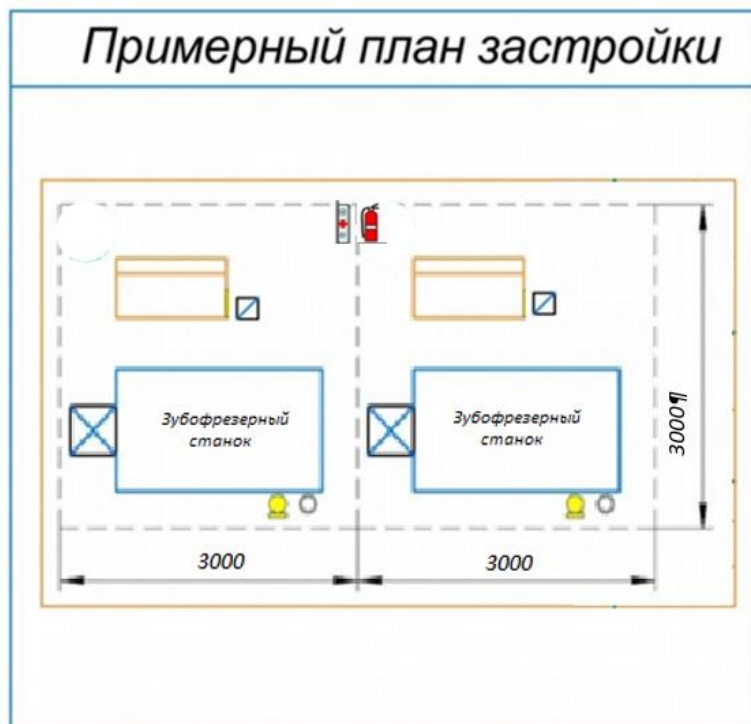 Примерный план застройки
Зубофрезерный
станок
Зубофрезерный
станок
3000¶
3000
3000